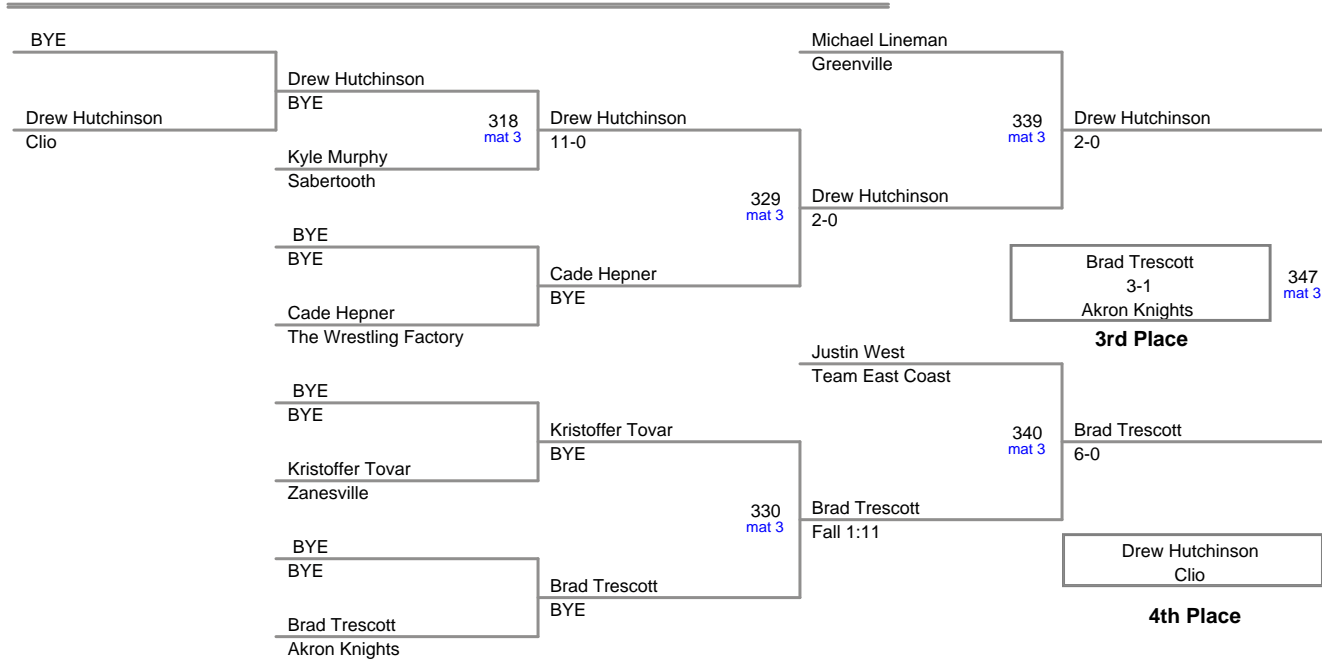 BYE
Drew Hutchinson
Clio
Drew Hutchinson
BYE
318
mat 3
Kyle Murphy
Sabertooth
BYE
BYE
Cade Hepner
The Wrestling Factory
BYE
BYE
Kristoffer Tovar
Zanesville
BYE
BYE
Brad Trescott
Akron Knights
Drew Hutchinson
11-0
329
mat 3
Cade Hepner
BYE
Kristoffer Tovar
BYE
330
mat 3
Brad Trescott
BYE
Michael Lineman
Greenville
339
mat 3
Drew Hutchinson
2-0
Justin West
Team East Coast
340
mat 3
Brad Trescott
Fall 1:11
Drew Hutchinson
2-0
Brad Trescott
3-1
Akron Knights
347
mat 3
3rd Place
Brad Trescott
6-0
Drew Hutchinson
Clio
4th Place